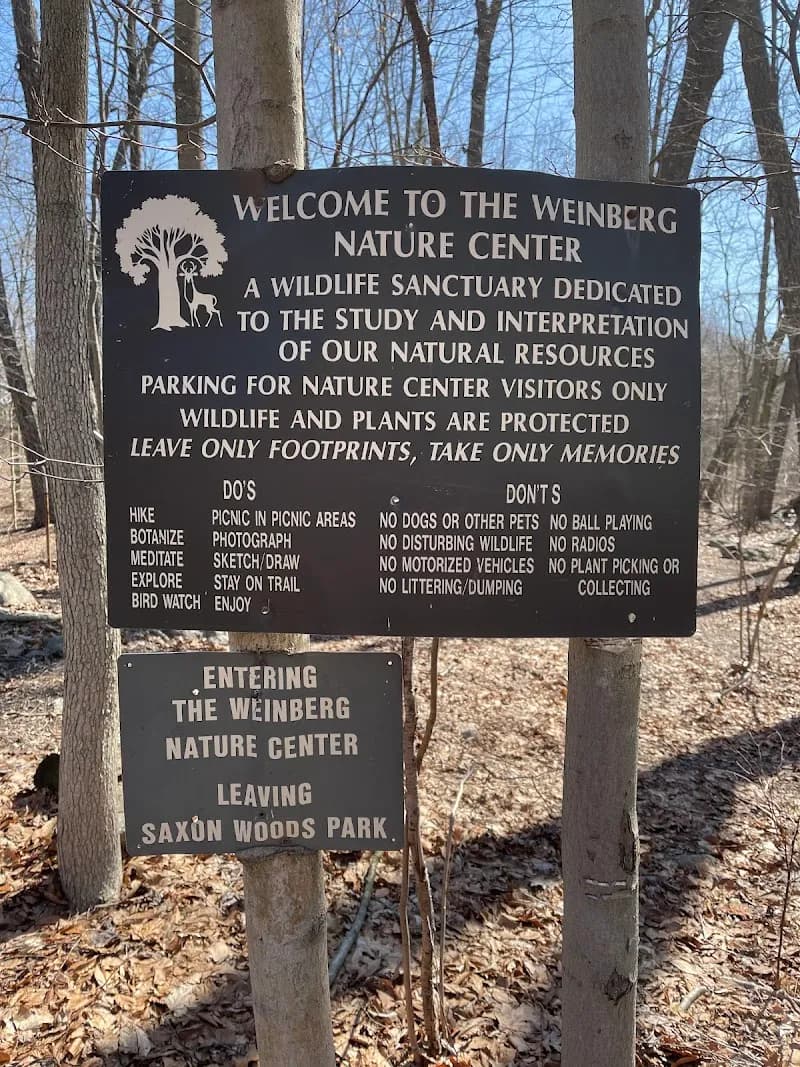 WELCOME TO THE WEINBERG
NATURE CENTER
A WILDLIFE SANCTUARY DEDICATED
TO THE STUDY AND INTERPRETATION
OF OUR NATURAL RESOURCES
PARKING FOR NATURE CENTER VISITORS ONLY
WILDLIFE AND PLANTS ARE PROTECTED
LEAVE ONLY FOOTPRINTS, TAKE ONLY MEMORIES
DO'S
HIKE PICNIC IN PICNIC AREAS
BOTANIZE PHOTOGRAPH
MEDITATE SKETCH/DRAW
EXPLORE STAY ON TRAIL
BIRD WATCH ENJOY
DON'TS
NO DOGS OR OTHER PETS NO BALL PLAYING
NO DISTURBING WILDLIFE NO RADIOS
NO MOTORIZED VEHICLES NO PLANT PICKING OR
NO LITTERING/DUMPING COLLECTING
ENTERING
THE WEINBERG
NATURE CENTER
LEAVING
SAXON WOODS PARK